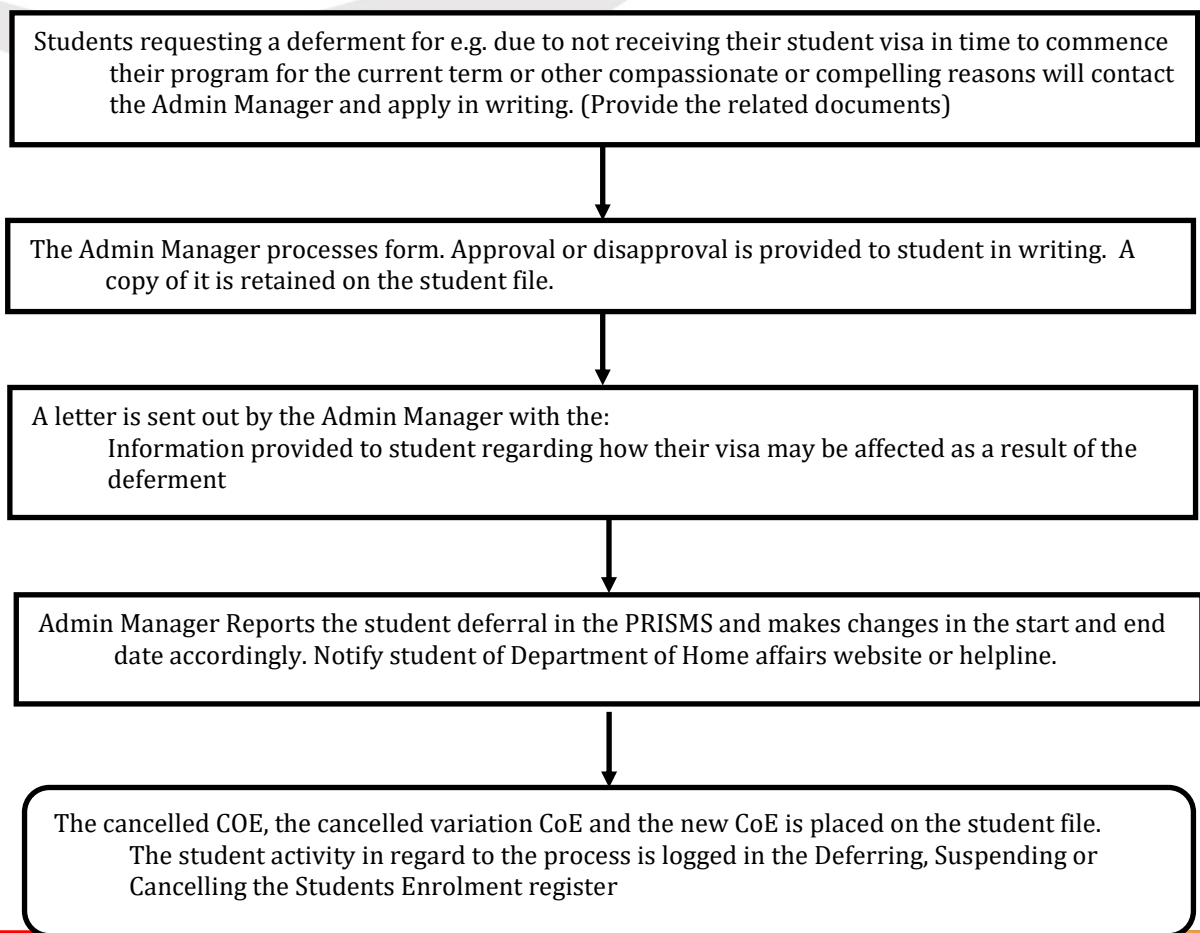 Students requesting a deferment for e.g. due to not receiving their student visa in time to commence
their program for the current term or other compassionate or compelling reasons will contact
the Admin Manager and apply in writing. (Provide the related documents)
The Admin Manager processes form. Approval or disapproval is provided to student in writing. A
copy of it is retained on the student file.
A letter is sent out by the Admin Manager with the:
Information provided to student regarding how their visa may be affected as a result of the
deferment
Admin Manager Reports the student deferral in the PRISMS and makes changes in the start and end
date accordingly. Notify student of Department of Home affairs website or helpline.
The cancelled COE, the cancelled variation CoE and the new CoE is placed on the student file.
The student activity in regard to the process is logged in the Deferring, Suspending or
Cancelling the Students Enrolment register